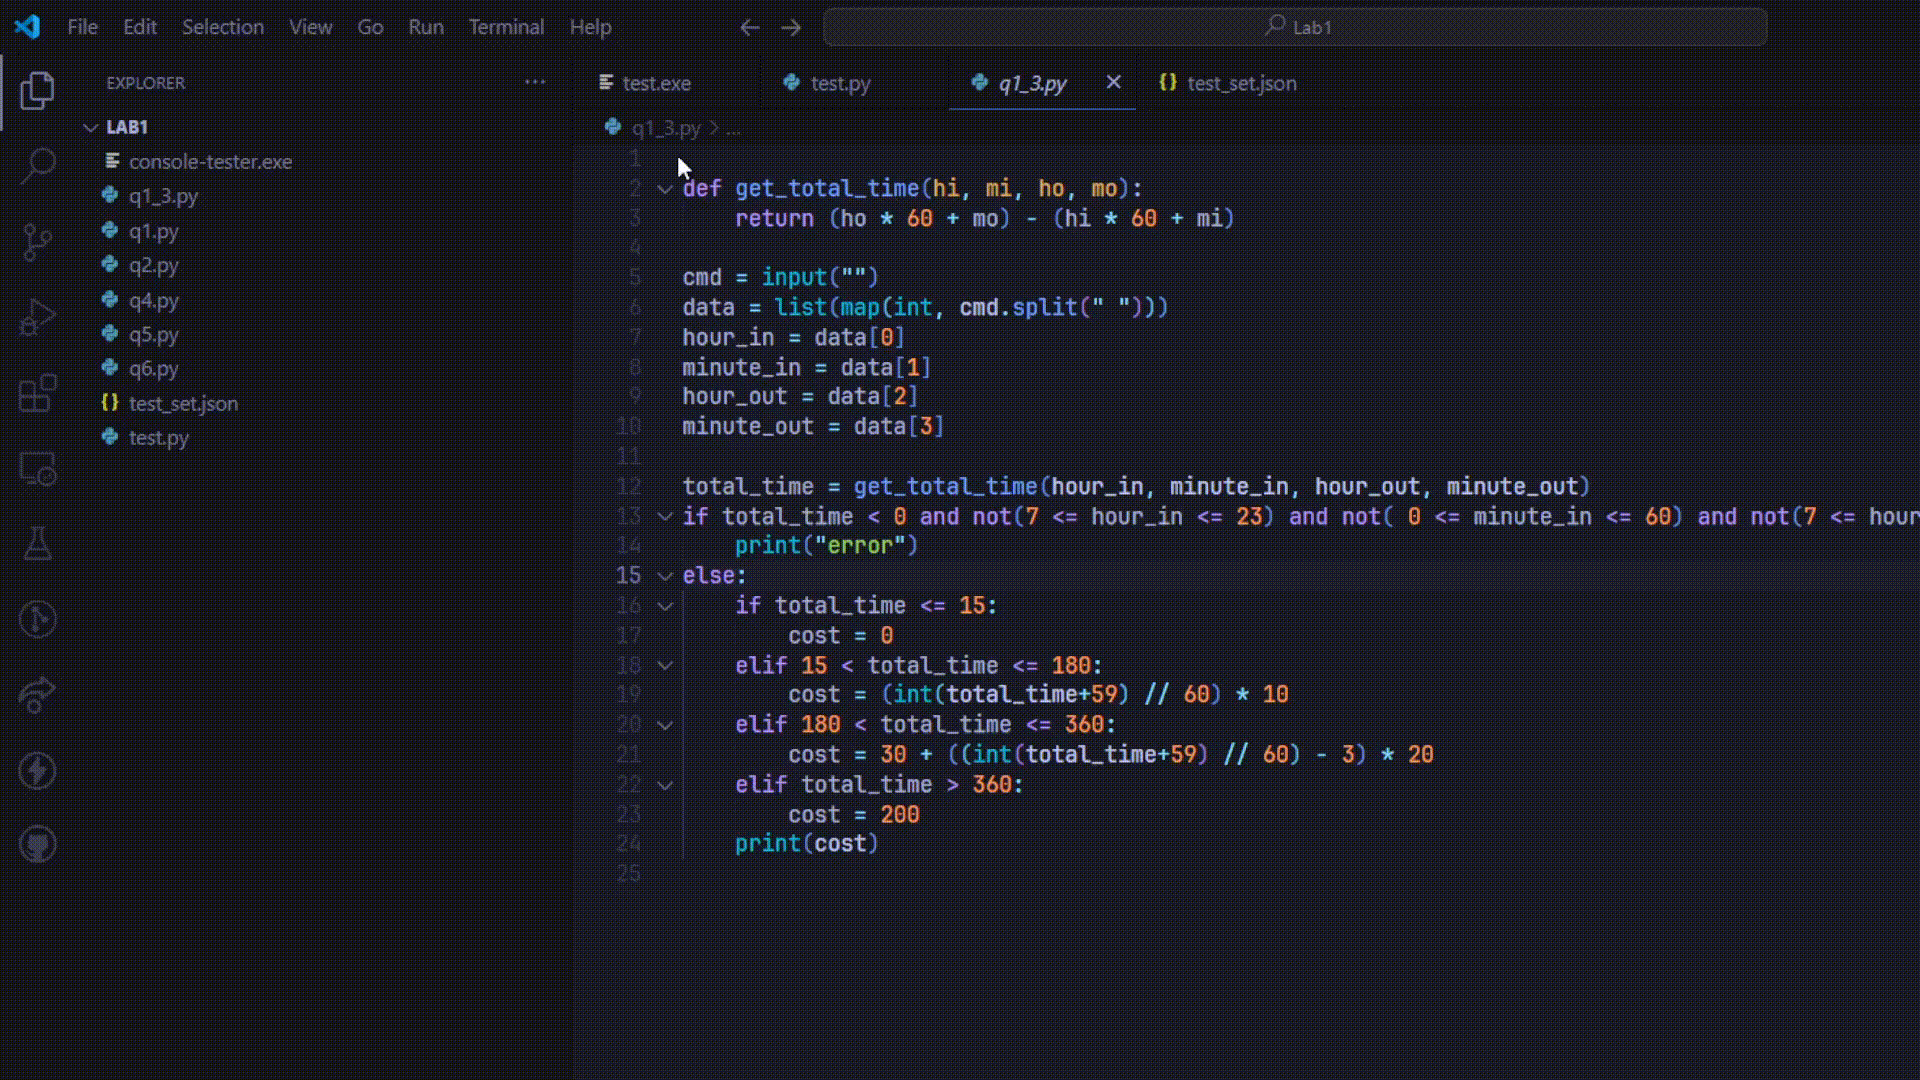 File Edit Selection View Go Run Terminal Help
Lab1
EXPLORER ...
LAB1
console-tester.exe
q1_3.py
q1.py
q2.py
q4.py
q5.py
q6.py
test_set.json
test.py
test.exe test.py q1_3.py test_set.json
q1_3.py > ...
1
2 def get_total_time(hi, mi, ho, mo):
3 return (ho * 60 + mo) - (hi * 60 + mi)
4
5 cmd = input("")
6 data = list(map(int, cmd.split(" ")))
7 hour_in = data[0]
8 minute_in = data[1]
9 hour_out = data[2]
10 minute_out = data[3]
11
12 total_time = get_total_time(hour_in, minute_in, hour_out, minute_out)
13 if total_time < 0 and not(7 <= hour_in <= 23) and not( 0 <= minute_in <= 60) and not(7 <= hour
14 print("error")
15 else:
16 if total_time <= 15:
17 cost = 0
18 elif 15 < total_time <= 180:
19 cost = (int(total_time+59) // 60) * 10
20 elif 180 < total_time <= 360:
21 cost = 30 + ((int(total_time+59) // 60) - 3) * 20
22 elif total_time > 360:
23 cost = 200
24 print(cost)
25